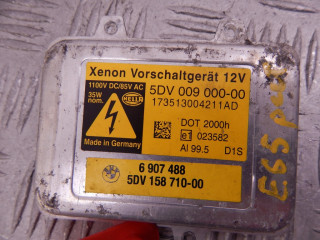 Xenon Vorschaltgerät 12V
1100V DC/85V AC
35W
nom.
HELLA
5DV 009 000-00
173513004211AD
DOT 2000h
e1 023582
Made in Germany
AI 99.5 D1S
6 907 488
5DV 158 710-00